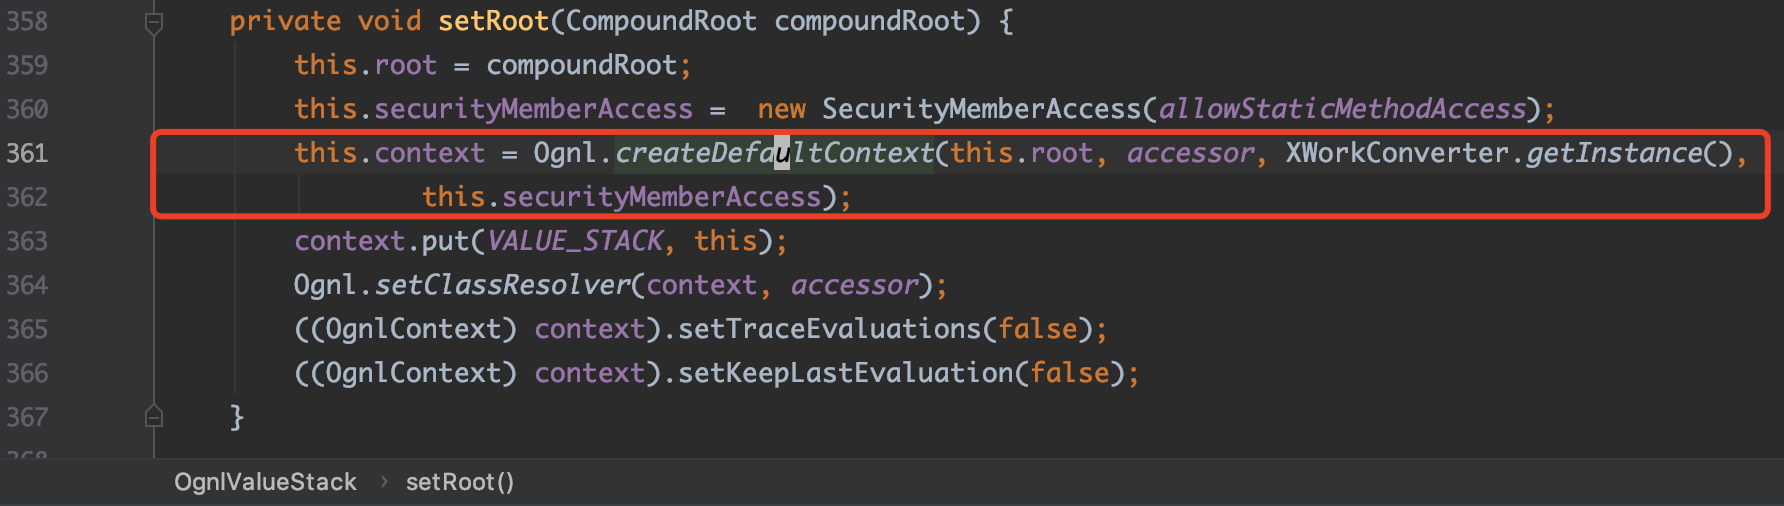 358 private void setRoot(CompoundRoot compoundRoot) {
359 this.root = compoundRoot;
360 this.securityMemberAccess =  new SecurityMemberAccess(allowStaticMethodAccess);
361 this.context = Ognl.createDefaultContext(this.root, accessor, XWorkConverter.getInstance(),
362 this.securityMemberAccess);
363 context.put(VALUE_STACK, this);
364 Ognl.setClassResolver(context, accessor);
365 ((OgnlContext) context).setTraceEvaluations(false);
366 ((OgnlContext) context).setKeepLastEvaluation(false);
367 }
368
OgnlValueStack › setRoot()